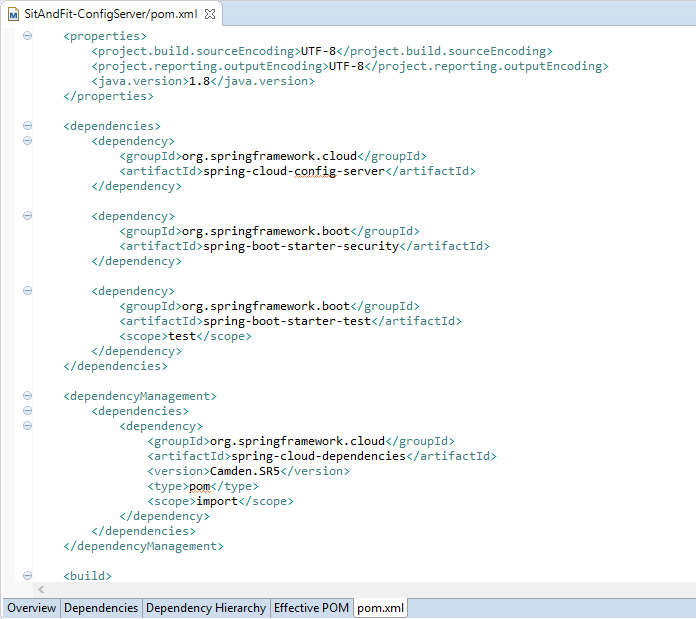 SitAndFit-ConfigServer/pom.xml
<properties>
<project.build.sourceEncoding>UTF-8</project.build.sourceEncoding>
<project.reporting.outputEncoding>UTF-8</project.reporting.outputEncoding>
<java.version>1.8</java.version>
</properties>
<dependencies>
<dependency>
<groupId>org.springframework.cloud</groupId>
<artifactId>spring-cloud-config-server</artifactId>
</dependency>
<dependency>
<groupId>org.springframework.boot</groupId>
<artifactId>spring-boot-starter-security</artifactId>
</dependency>
<dependency>
<groupId>org.springframework.boot</groupId>
<artifactId>spring-boot-starter-test</artifactId>
<scope>test</scope>
</dependency>
</dependencies>
<dependencyManagement>
<dependencies>
<dependency>
<groupId>org.springframework.cloud</groupId>
<artifactId>spring-cloud-dependencies</artifactId>
<version>Camden.SR5</version>
<type>pom</type>
<scope>import</scope>
</dependency>
</dependencies>
</dependencyManagement>
<build>
Overview Dependencies Dependency Hierarchy Effective POM pom.xml